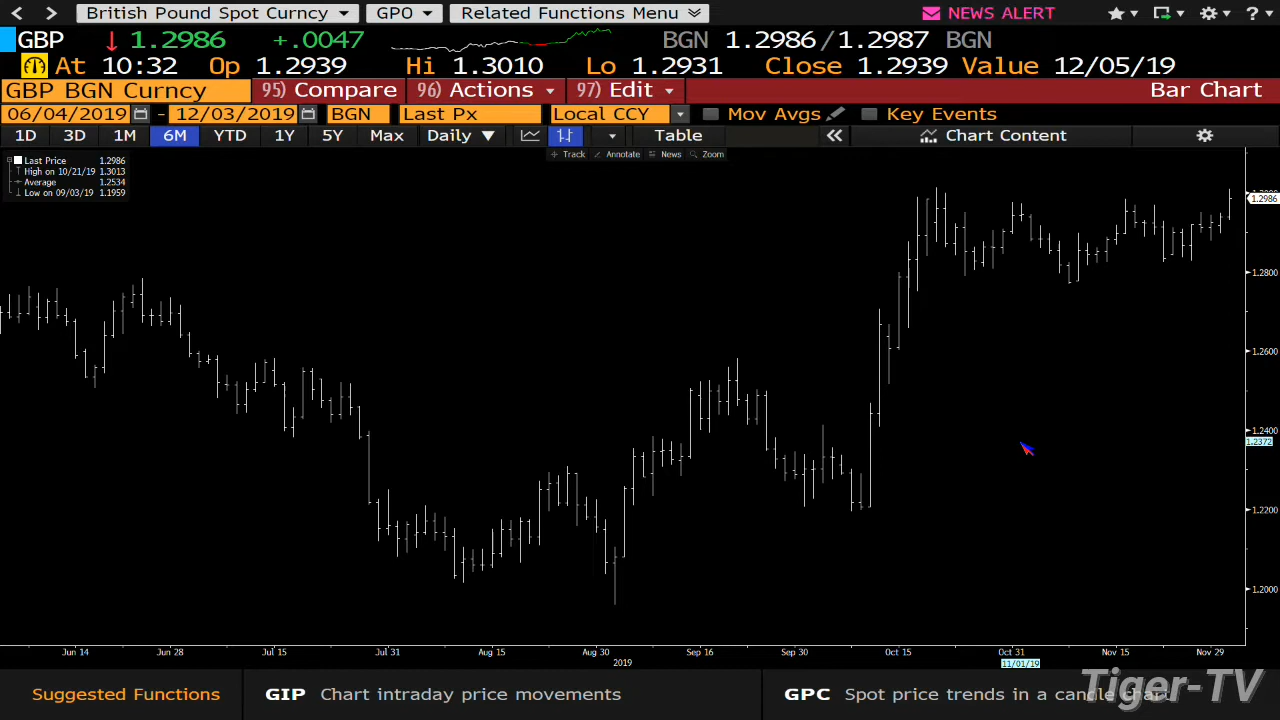 British Pound Spot Curncy GPO Related Functions Menu NEWS ALERT
GBP ↓ 1.2986 +.0047 BGN 1.2986/1.2987 BGN
At 10:32 Op 1.2939 Hi 1.3010 Lo 1.2931 Close 1.2939 Value 12/05/19
GBP BGN Curncy 95) Compare 96) Actions 97) Edit Bar Chart
06/04/2019 - 12/03/2019 BGN Last Px Local CCY Mov Avgs Key Events
1D 3D 1M 6M YTD 1Y 5Y Max Daily ▼ Table « Chart Content
Track Annotate News Zoom
Last Price 1.2986
High on 10/21/19 1.3013
Average 1.2534
Low on 09/03/19 1.1959
1.2986
1.2800
1.2600
1.2400
1.2372
1.2200
1.2000
Jun 14 Jun 28 Jul 15 Jul 31 Aug 15 Aug 30 Sep 16 Sep 30 Oct 15 Oct 31 Nov 15 Nov 29
2019 11/01/19
Suggested Functions GIP Chart intraday price movements GPC Spot price trends in a candle chart
Tiger-TV